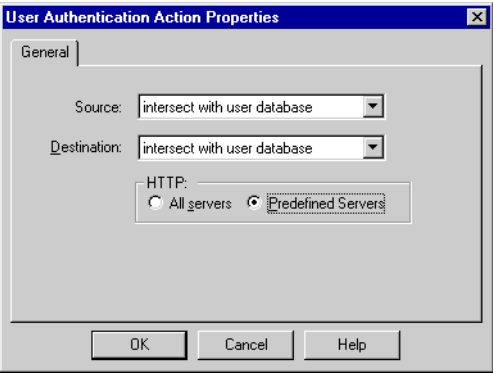 User Authentication Action Properties
General
Source: intersect with user database
Destination: intersect with user database
HTTP:
All servers Predefined Servers
OK Cancel Help